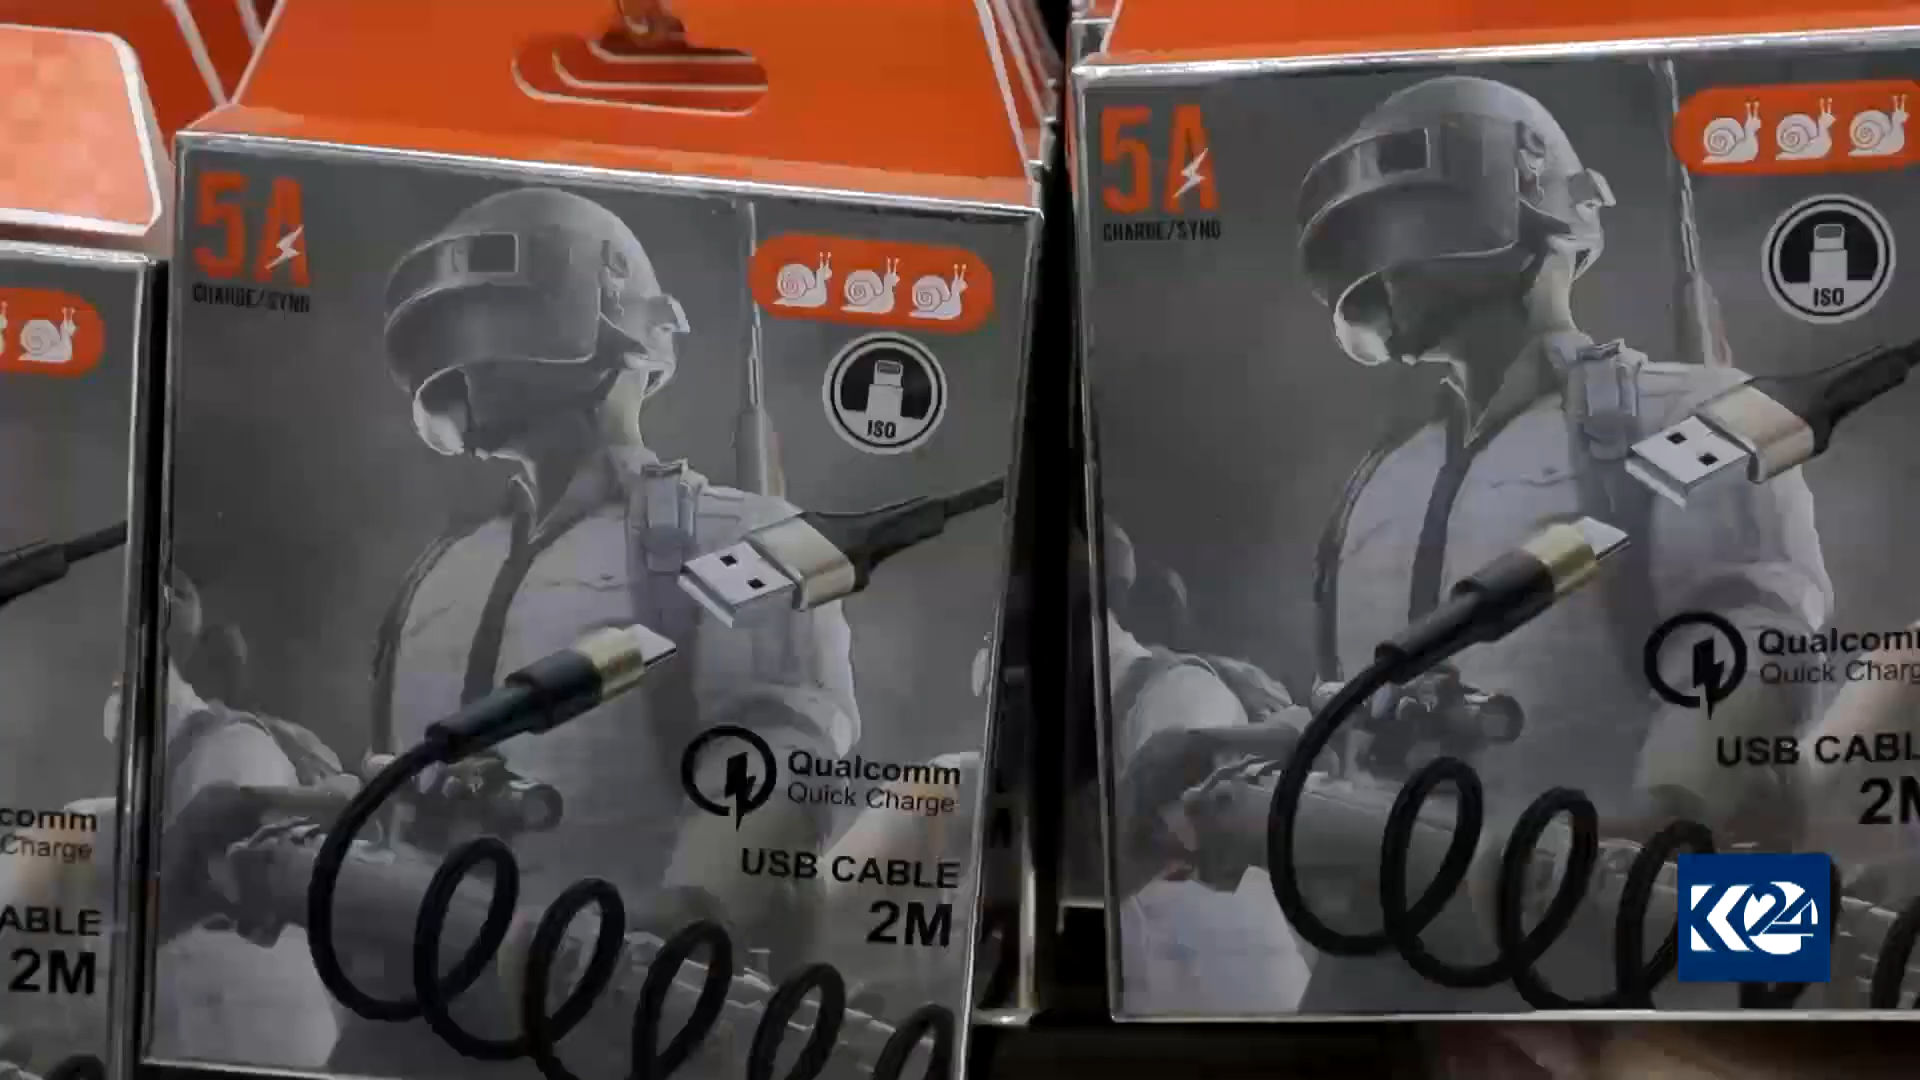 5A
CHARGE/SYNC
ISO
Qualcomm
Quick Charge
USB CABLE
2M
5A
CHARGE/SYNC
ISO
Qualcomm
Quick Charg
USB CABL
2M
comm
Charge
ABLE
2M
K24